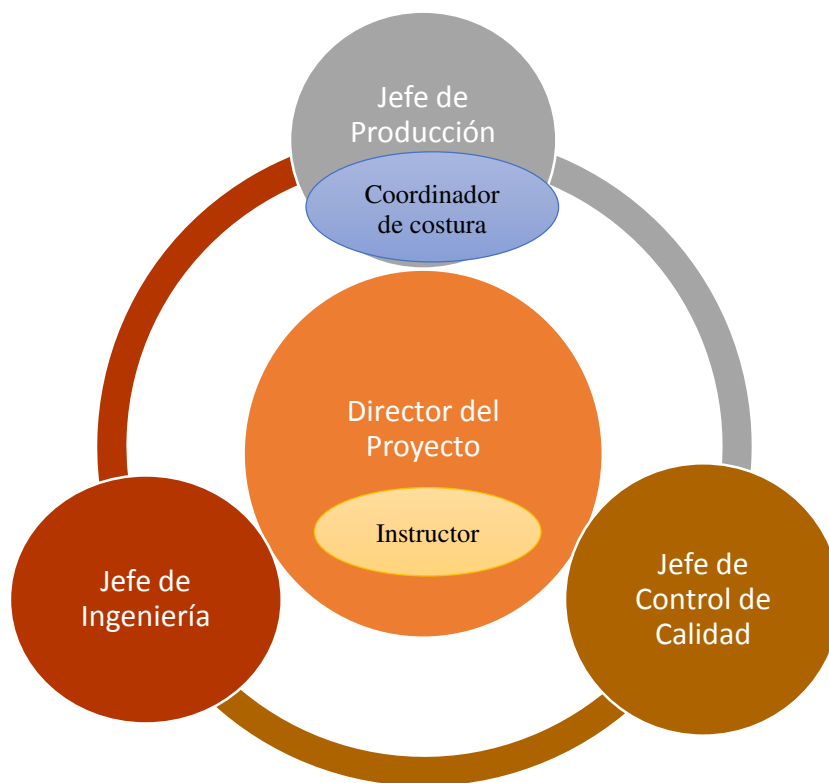 Jefe de
Producción
Coordinador
de costura
Director del
Proyecto
Instructor
Jefe de
Ingeniería
Jefe de
Control de
Calidad